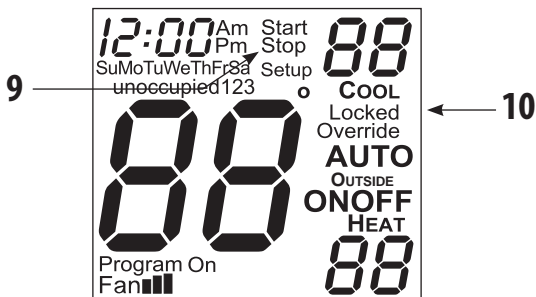 12:00 Am Pm Start Stop 88
SuMoTuWeThFrSa Setup
9
unoccupied123
88°
COOL
Locked
10
Override
AUTO
OUTSIDE
ONOFF
HEAT
Program On
Fan
88